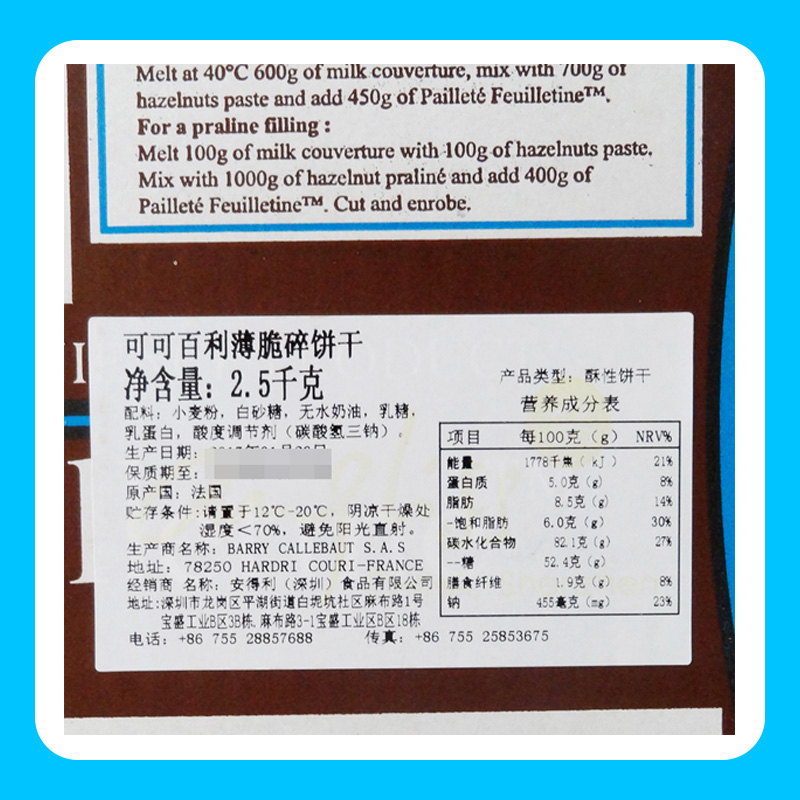 Melt at 40°C 600g of milk couverture, mix with 700g of
hazelnuts paste and add 450g of Pailleté Feuilletine™.
For a praline filling :
Melt 100g of milk couverture with 100g of hazelnuts paste.
Mix with 1000g of hazelnut praliné and add 400g of
Pailleté Feuilletine™. Cut and enrobe.
可可百利薄脆碎饼干
净含量：2.5千克
配料：小麦粉，白砂糖，无水奶油，乳糖，
乳蛋白，酸度调节剂（碳酸氢三钠）。
生产日期：
保质期至：
原产国：法国
贮存条件:请置于12℃-20℃，阴凉干燥处
湿度<70%，避免阳光直射。
生产商名称：BARRY CALLEBAUT S.A.S
地址：78250 HARDRI COURI-FRANCE
经销商 名称：安得利（深圳）食品有限公司
地址:深圳市龙岗区平湖街道白坭坑社区麻布路1号
宝盛工业B区3B栋、麻布路3-1宝盛工业区B区18栋
电话：+86 755 28857688 传真：+86 755 25853675
产品类型：酥性饼干
营养成分表
项目 每100克（g） NRV%
能量 1778千焦（kJ） 21%
蛋白质 5.0克（g） 8%
脂肪 8.5克（g） 14%
-饱和脂肪 6.0克（g） 30%
碳水化合物 82.1克（g） 27%
--糖 52.4克（g）
膳食纤维 1.9克（g） 8%
钠 455毫克（mg） 23%